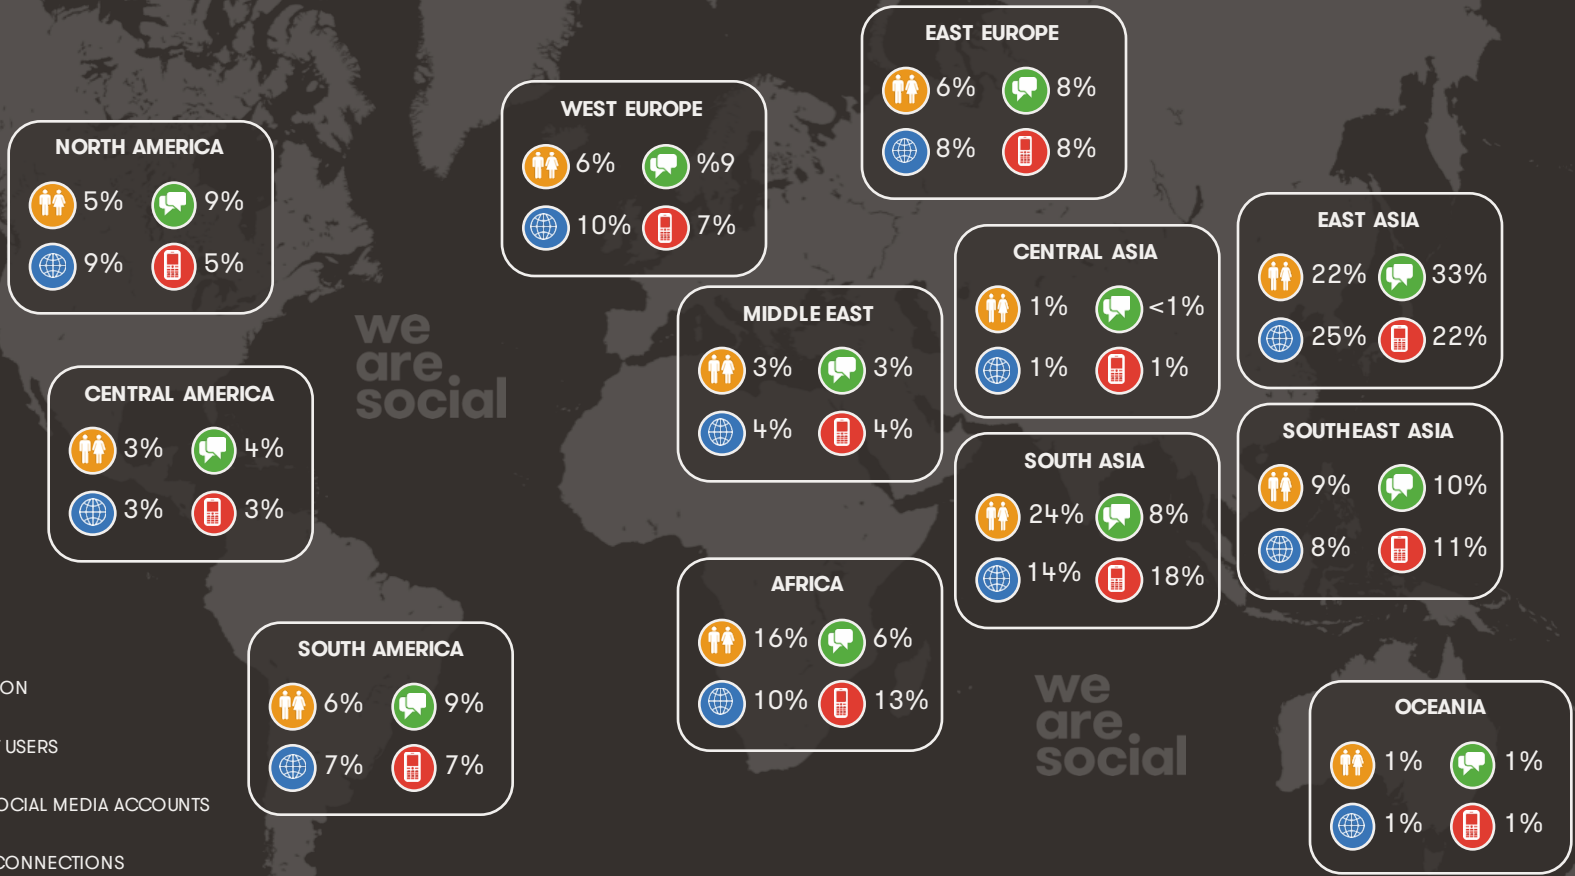 EAST EUROPE
6% 8%
8% 8%
WEST EUROPE
6% %9
10% 7%
NORTH AMERICA
5% 9%
9% 5%
EAST ASIA
22% 33%
25% 22%
CENTRAL ASIA
1% <1%
1% 1%
MIDDLE EAST
3% 3%
4% 4%
we
are
social
CENTRAL AMERICA
3% 4%
3% 3%
SOUTHEAST ASIA
9% 10%
8% 11%
SOUTH ASIA
24% 8%
14% 18%
AFRICA
16% 6%
10% 13%
SOUTH AMERICA
6% 9%
7% 7%
we
are
social
OCEANIA
1% 1%
1% 1%
ON
USERS
OCIAL MEDIA ACCOUNTS
CONNECTIONS